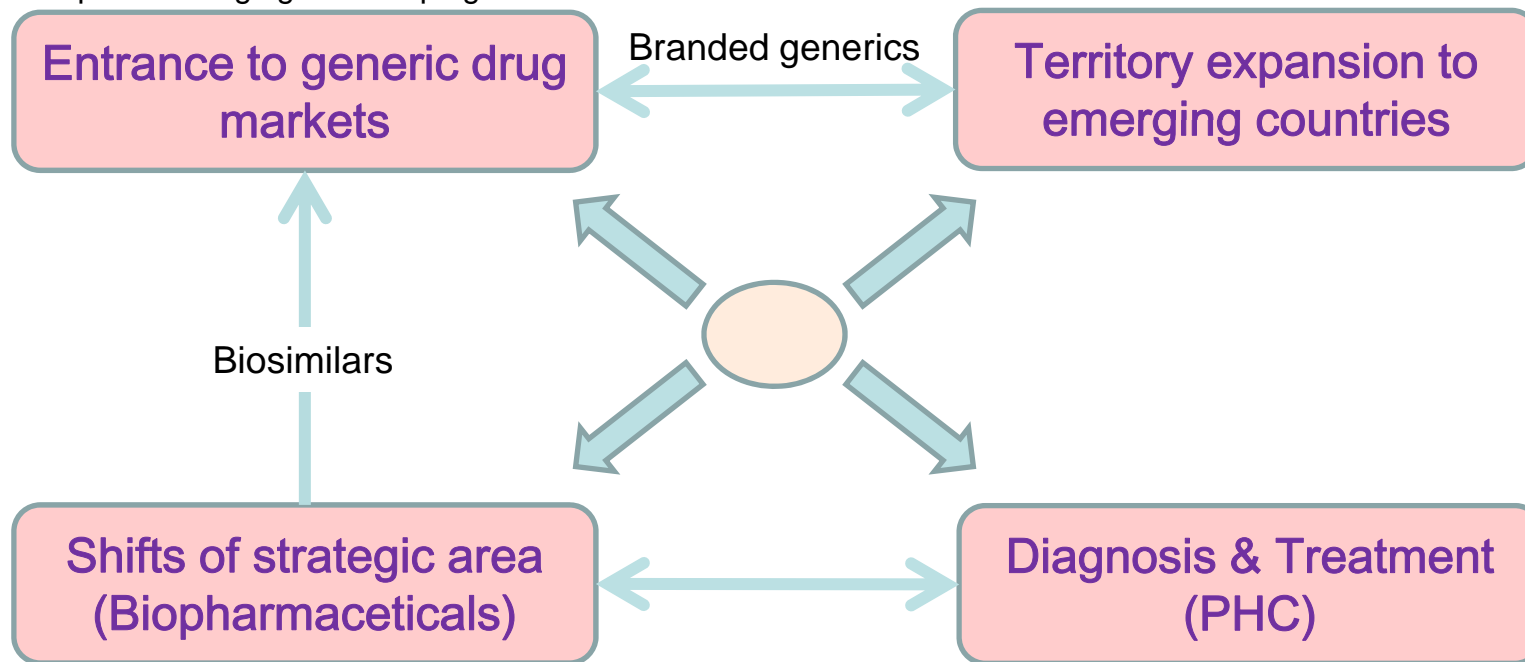 Branded generics
Entrance to generic drug
markets
Territory expansion to
emerging countries
Biosimilars
Shifts of strategic area
(Biopharmaceticals)
Diagnosis & Treatment
(PHC)